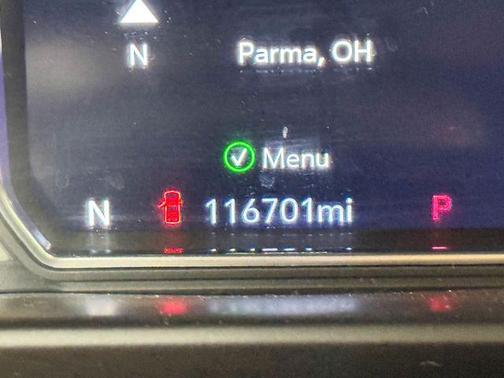 N
Parma, OH
Menu
N 116701mi P